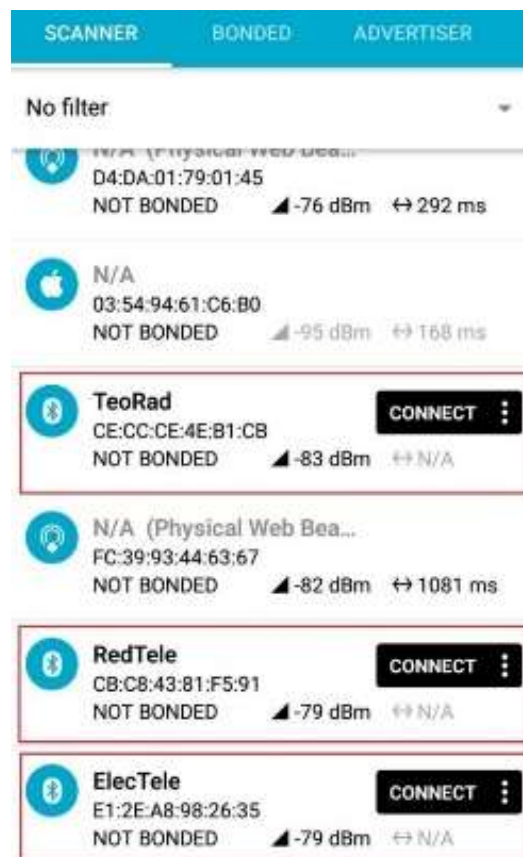 SCANNER BONDED ADVERTISER
No filter
N/A (Physical Web Bea...
D4:DA:01:79:01:45
NOT BONDED -76 dBm 292 ms
N/A
03:54:94:61:C6:B0
NOT BONDED -95 dBm 168 ms
TeoRad CONNECT
CE:CC:CE:4E:B1:CB
NOT BONDED -83 dBm N/A
N/A (Physical Web Bea...
FC:39:93:44:63:67
NOT BONDED -82 dBm 1081 ms
RedTele CONNECT
CB:C8:43:81:F5:91
NOT BONDED -79 dBm N/A
ElecTele CONNECT
E1:2E:A8:98:26:35
NOT BONDED -79 dBm N/A